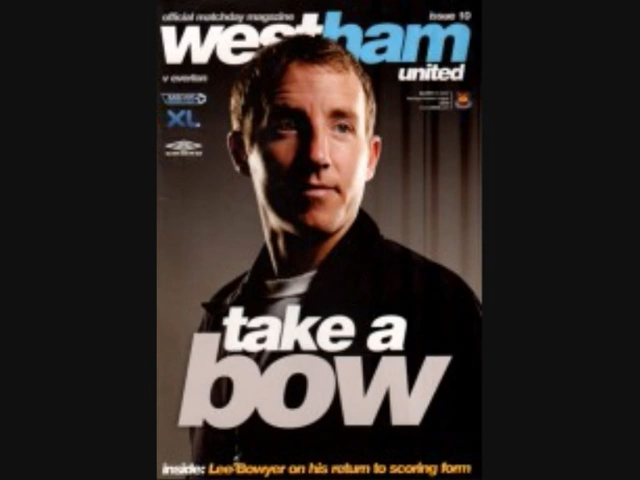 official matchday magazine issue 10
westham
united
v everton
XL
umbro
take a
bow
inside: Lee Bowyer on his return to scoring form